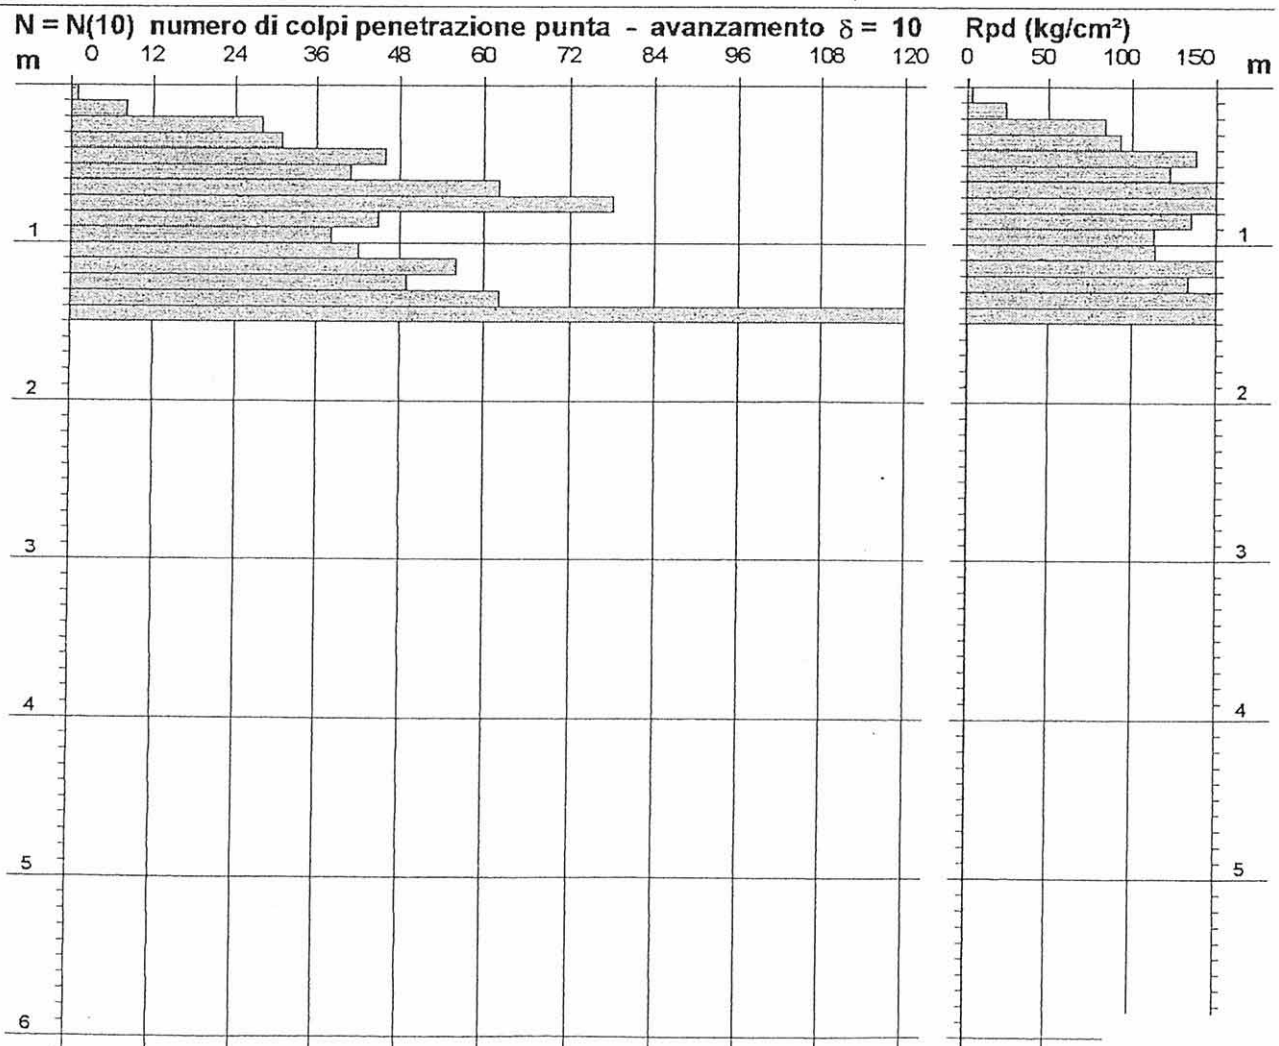 N = N(10) numero di colpi penetrazione punta - avanzamento δ = 10
Rpd (kg/cm²)
m 0 12 24 36 48 60 72 84 96 108 120
0 50 100 150 m
1 1
2 2
3 3
4 4
5 5
6